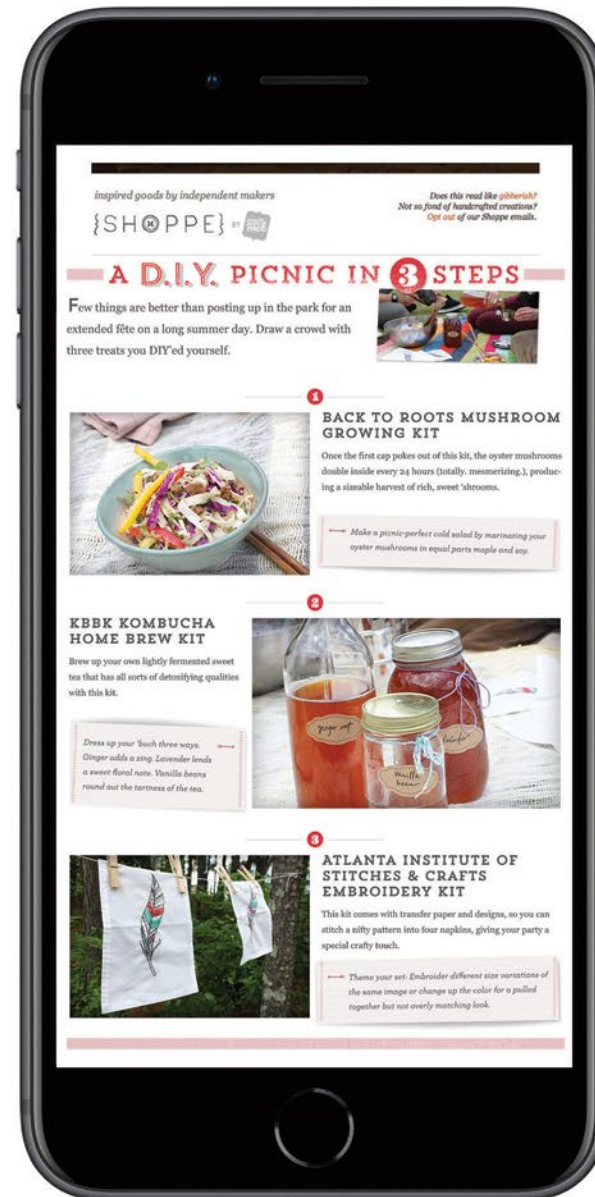 inspired goods by independent makers
{SHOPPE} BY
Does this read like gibberish?
Not so fond of handcrafted creations?
Opt out of our Shoppe emails.
A D.I.Y. PICNIC IN 3 STEPS
Few things are better than posting up in the park for an
extended fête on a long summer day. Draw a crowd with
three treats you DIY'ed yourself.
1
BACK TO ROOTS MUSHROOM
GROWING KIT
Once the first cap pokes out of this kit, the oyster mushrooms
double inside every 24 hours (totally. mesmerizing.), produc-
ing a sizeable harvest of rich, sweet 'shrooms.
Make a picnic-perfect cold salad by marinating your
oyster mushrooms in equal parts maple and soy.
2
KBBK KOMBUCHA
HOME BREW KIT
Brew up your own lightly fermented sweet
tea that has all sorts of detoxifying qualities
with this kit.
Dress up your 'buch three ways.
Ginger adds a zing. Lavender lends
a sweet floral note. Vanilla beans
round out the tartness of the tea.
ginger root
vanilla
bean
3
ATLANTA INSTITUTE OF
STITCHES & CRAFTS
EMBROIDERY KIT
This kit comes with transfer paper and designs, so you can
stitch a nifty pattern into four napkins, giving your party a
special crafty touch.
Theme your set: Embroider different size variations of
the same image or change up the color for a pulled
together but not overly matching look.